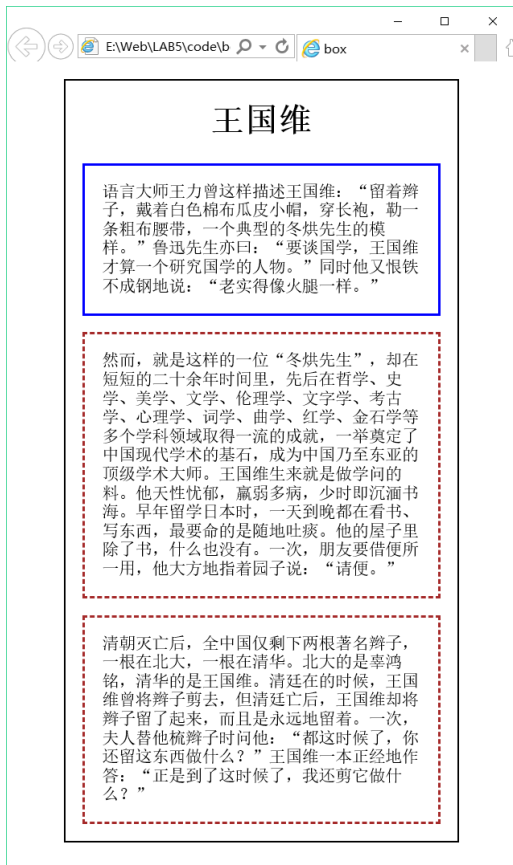 E:\Web\LAB5\code\b
box
王国维
语言大师王力曾这样描述王国维：“留着辫
子，戴着白色棉布瓜皮小帽，穿长袍，勒一
条粗布腰带，一个典型的冬烘先生的模
样。”鲁迅先生亦曰：“要谈国学，王国维
才算一个研究国学的人物。”同时他又恨铁
不成钢地说：“老实得像火腿一样。”
然而，就是这样的一位“冬烘先生”，却在
短短的二十余年时间里，先后在哲学、史
学、美学、文学、伦理学、文字学、考古
学、心理学、词学、曲学、红学、金石学等
多个学科领域取得一流的成就，一举奠定了
中国现代学术的基石，成为中国乃至东亚的
顶级学术大师。王国维生来就是做学问的
料。他天性忧郁，羸弱多病，少时即沉湎书
海。早年留学日本时，一天到晚都在看书、
写东西，最要命的是随地吐痰。他的屋子里
除了书，什么也没有。一次，朋友要借便所
一用，他大方地指着园子说：“请便。”
清朝灭亡后，全中国仅剩下两根著名辫子，
一根在北大，一根在清华。北大的是辜鸿
铭，清华的是王国维。清廷在的时候，王国
维曾将辫子剪去，但清廷亡后，王国维却将
辫子留了起来，而且是永远地留着。一次，
夫人替他梳辫子时问他：“都这时候了，你
还留这东西做什么？”王国维一本正经地作
答：“正是到了这时候了，我还剪它做什
么？”